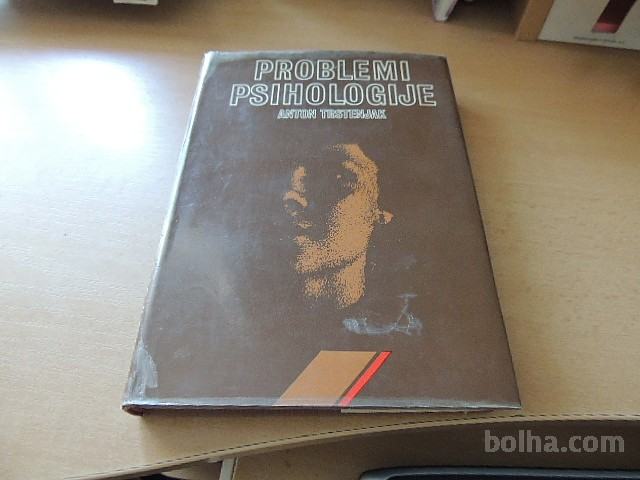 PROBLEMI
PSIHOLOGIJE
ANTON TRSTENJAK
bolha.com